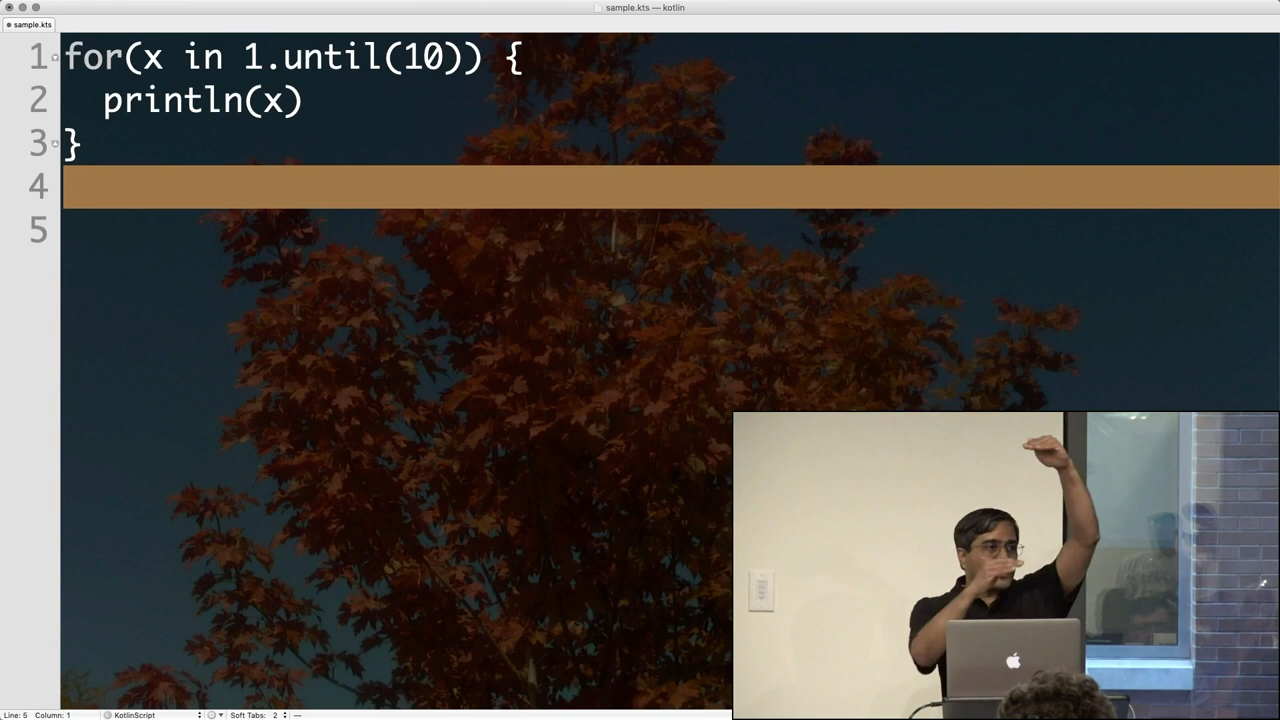 sample.kts — kotlin
sample.kts
1 for(x in 1.until(10)) {
2 println(x)
3 }
4
5
Line: 5 Column: 1 KotlinScript Soft Tabs: 2 —